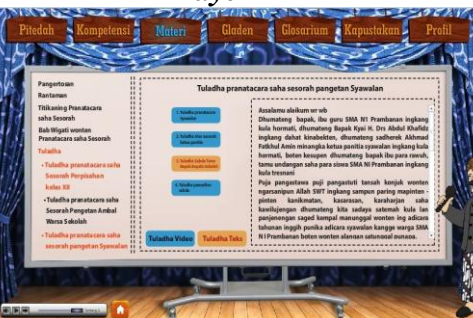 Pitedah
Kompetensi
Materi
Gladen
Glosarium
Kapustakan
Profil
Pangertosan
Rantaman
Titikaning Pranatacara
saha Sesorah
Bab Wigati wonten
Pranatacara saha Sesorah
Tuladha
• Tuladha pranatacara saha
Sesorah Perpisahan
kelas XII
• Tuladha pranatacara saha
Sesorah Pengetan Ambal
Warsa Sekolah
• Tuladha pranatacara saha
sesorah pangetan Syawalan
Tuladha pranatacara saha sesorah pangetan Syawalan
1. Tuladha pranatacara
Syawalan
2. Tuladha sesorah
ketua panitia
4. Tuladha
Tuladha Video
Tuladha Teks
Assalamu alaikum wr wb
Dhumateng bapak, ibu guru SMA N1 Prambanan ingkang
kula hormati, dhumateng Bapak Kyai H. Drs Abdul Khafidz
ingkang dahat kinabekten, dhumateng sadherek Akhmad
Fatkhul Amin minangka ketua panitia syawalan ingkang kula
hormati, boten kesupen dhumateng bapak ibu para rawuh,
tamu undangan saha para siswa SMA N1 Prambanan ingkang
kula tresnani
Puja pangastawa puji pangastuti tansah konjuk wonten
ngarsanipun Allah SWT ingkang sampun paring mapinten -
pinten kanikmatan, kasarasan, karaharjan saha
kawilujengan dhumateng kita sadaya satemah kula lan
panjenengan saged kempal manunggal wonten ing adicara
tahunan inggih punika adicara syawalan kangge warga SMA
N1 Prambanan boten wonten alangan satunggal punapa.